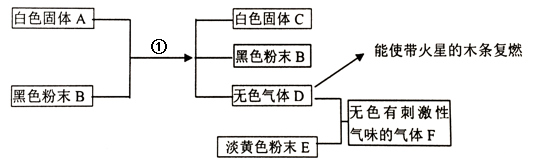 白色固体 A
黑色粉末 B
①
白色固体 C
黑色粉末 B
无色气体 D
能使带火星的木条复燃
淡黄色粉末 E
无色有刺激性
气味的气体 F